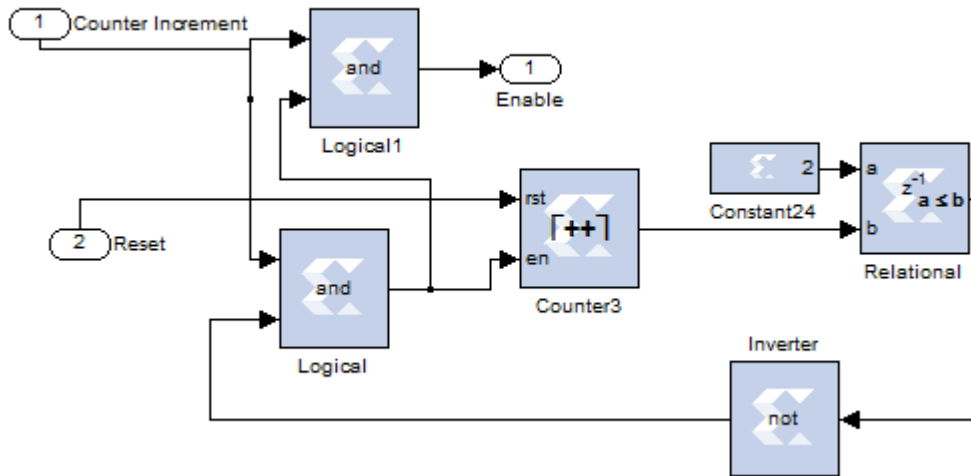 1
Counter Increment
and
Logical1
1
Enable
2
Constant24
a
z⁻¹
a ≤ b
b
Relational
rst
⌈++⌉
en
Counter3
2
Reset
and
Logical
Inverter
not